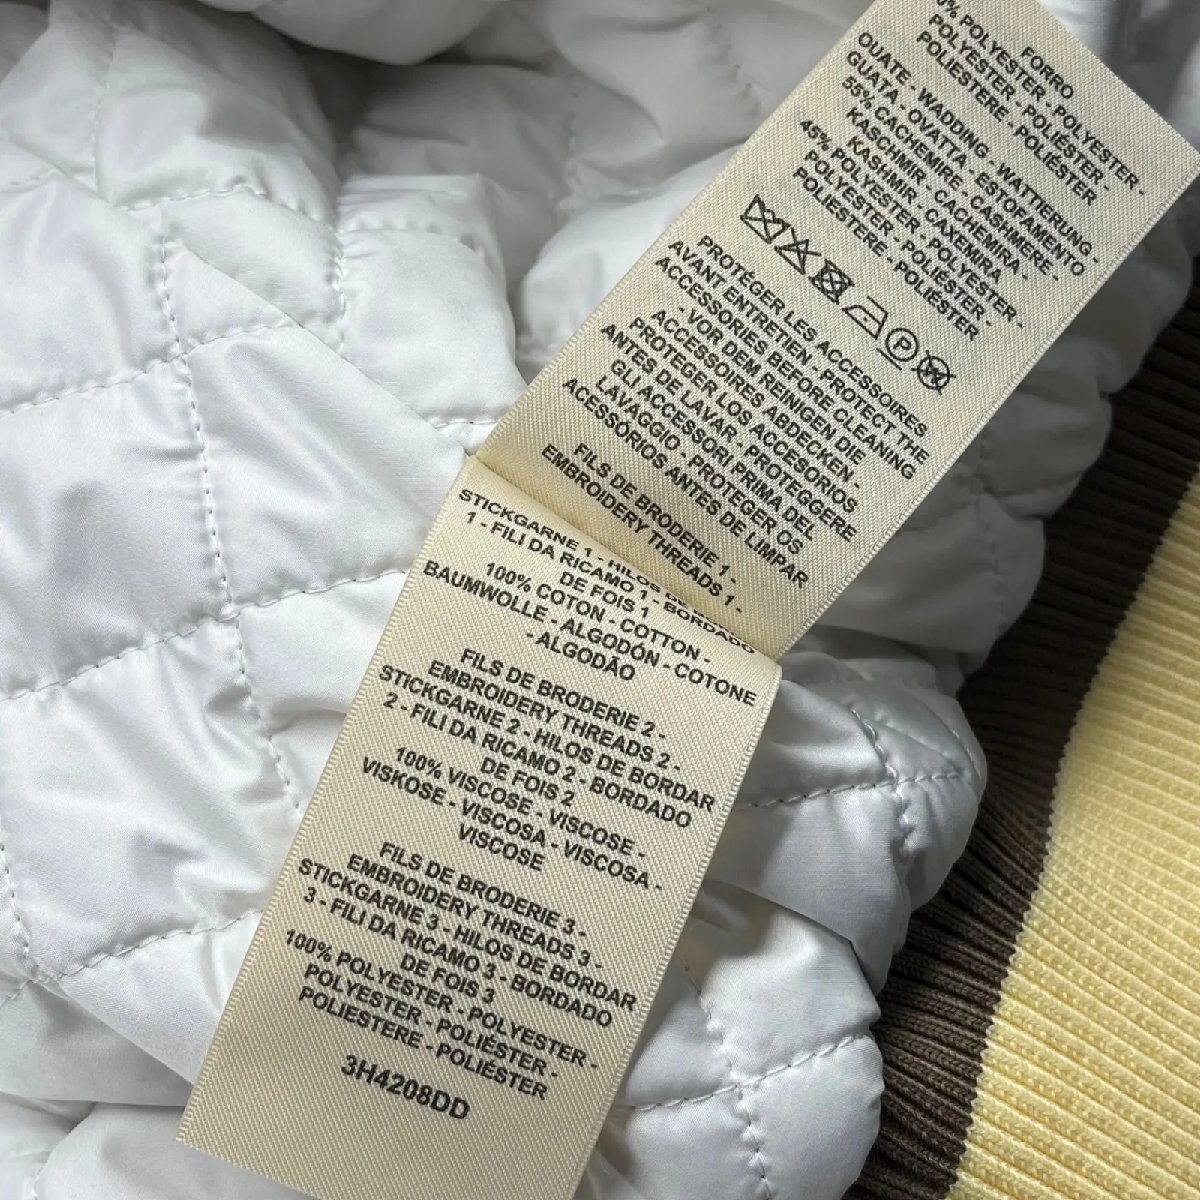 FORRO
0% POLYESTER - POLYESTER -
POLYESTER - POLIÉSTER -
POLIESTERE - POLIÉSTER
OUATE - WADDING - WATTIERUNG -
GUATA - OVATTA - ESTOFAMENTO
55% CACHEMIRE - CASHMERE -
KASCHMIR - CACHEMIRA -
KASHMIR - CAXEMIRA
45% POLYESTER - POLYESTER -
POLYESTER - POLIÉSTER -
POLIESTERE - POLIÉSTER
P
PROTÉGER LES ACCESSOIRES
AVANT ENTRETIEN - PROTECT THE
ACCESSORIES BEFORE CLEANING
- VOR DEM REINIGEN DIE
ACCESSOIRES ABDECKEN -
PROTEGER LOS ACCESORIOS
ANTES DE LAVAR - PROTEGGERE
GLI ACCESSORI PRIMA DEL
LAVAGGIO - PROTEGER OS
ACESSÓRIOS ANTES DE LIMPAR
FILS DE BRODERIE 1 -
EMBROIDERY THREADS 1 -
STICKGARNE 1 - HILOS DE BORDAR
1 - FILI DA RICAMO 1 - BORDADO
DE FOIS 1
100% COTON - COTTON -
BAUMWOLLE - ALGODÓN - COTONE
- ALGODÃO
FILS DE BRODERIE 2 -
EMBROIDERY THREADS 2 -
STICKGARNE 2 - HILOS DE BORDAR
2 - FILI DA RICAMO 2 - BORDADO
DE FOIS 2
100% VISCOSE - VISCOSE -
VISKOSE - VISCOSA - VISCOSA -
VISCOSE
FILS DE BRODERIE 3 -
EMBROIDERY THREADS 3 -
STICKGARNE 3 - HILOS DE BORDAR
3 - FILI DA RICAMO 3 - BORDADO
DE FOIS 3
100% POLYESTER - POLYESTER -
POLYESTER - POLIÉSTER -
POLIESTERE - POLIÉSTER
3H4208DD